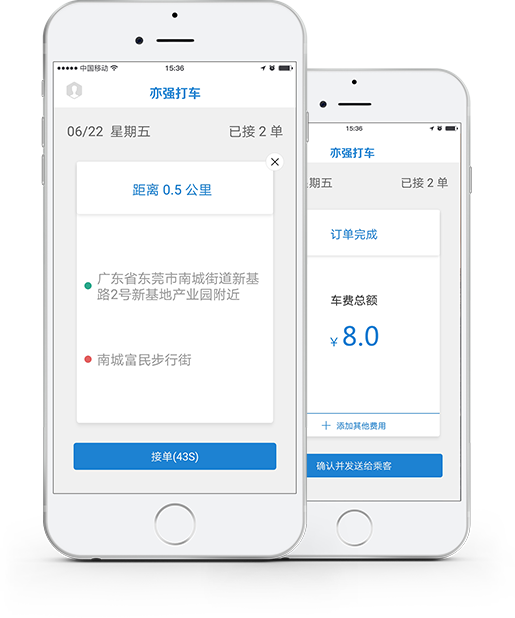 中国移动
15:36
亦强打车
06/22 星期五
已接 2 单
距离 0.5 公里
广东省东莞市南城街道新基
路2号新基地产业园附近
南城富民步行街
接单(43S)
15:36
亦强打车
期五
已接 2 单
订单完成
车费总额
¥ 8.0
添加其他费用
确认并发送给乘客